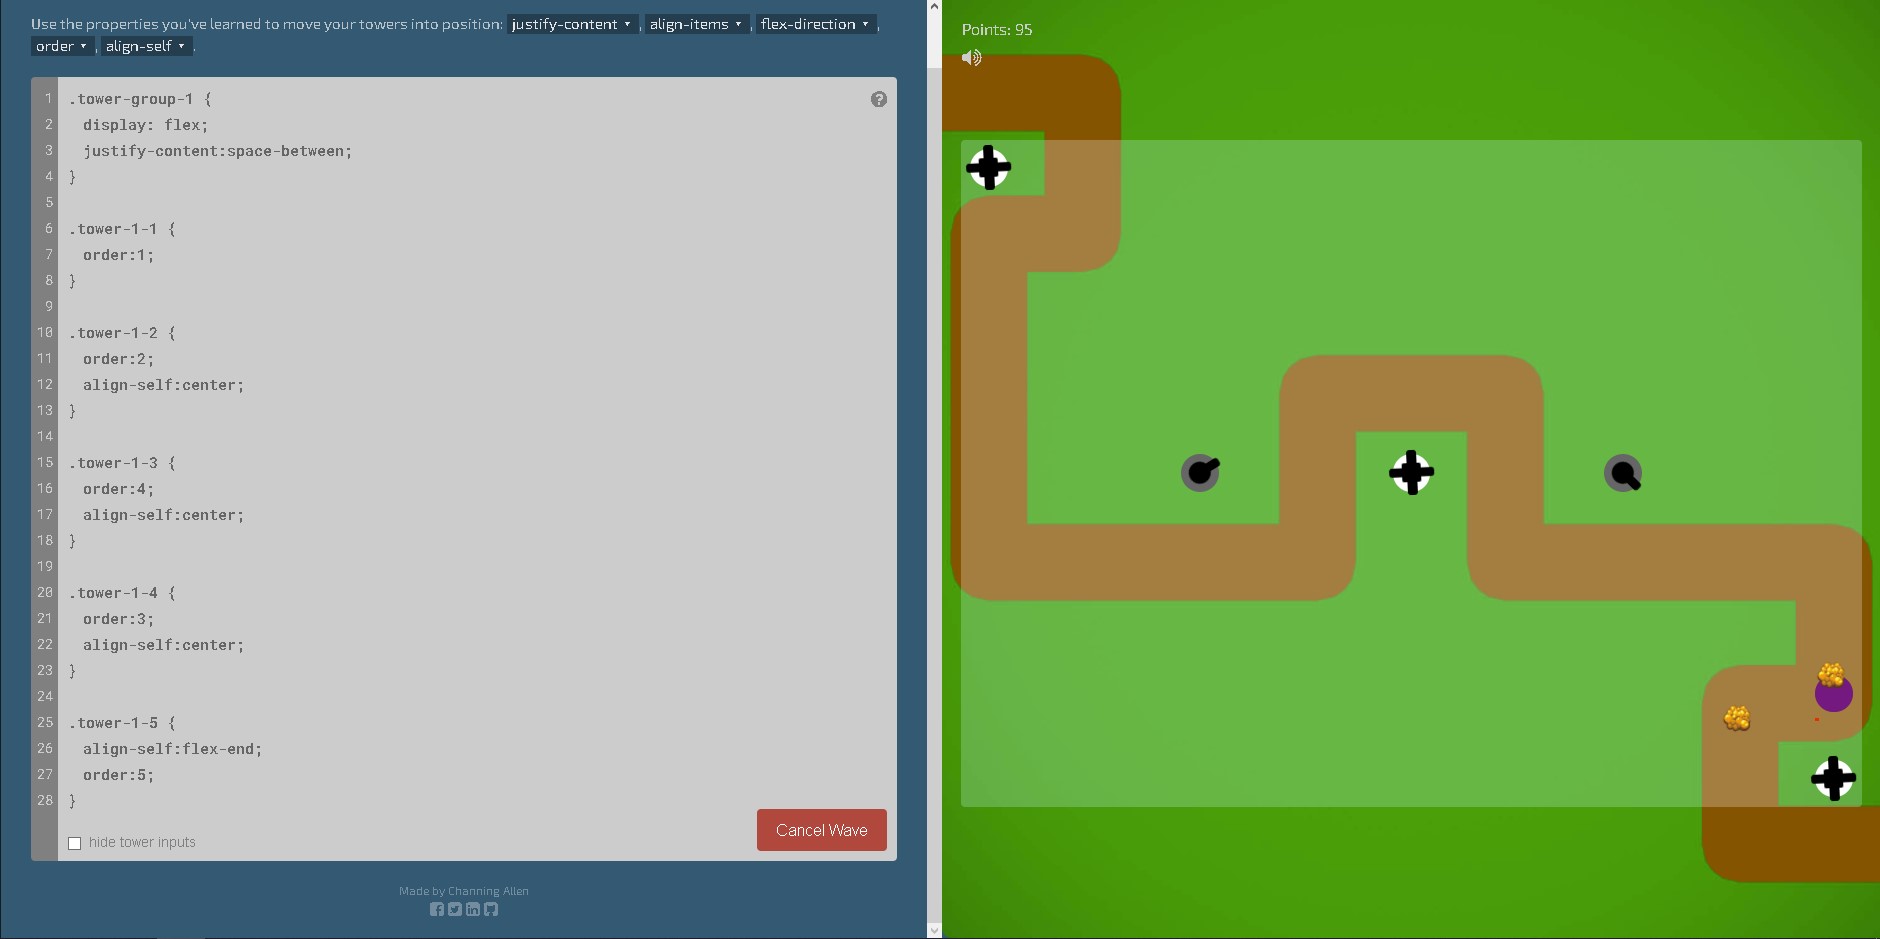 Use the properties you've learned to move your towers into position: justify-content ▾ , align-items ▾ , flex-direction ▾ ,
order ▾ , align-self ▾ .
1 .tower-group-1 {
2 display: flex;
3 justify-content:space-between;
4 }
5
6 .tower-1-1 {
7 order:1;
8 }
9
10 .tower-1-2 {
11 order:2;
12 align-self:center;
13 }
14
15 .tower-1-3 {
16 order:4;
17 align-self:center;
18 }
19
20 .tower-1-4 {
21 order:3;
22 align-self:center;
23 }
24
25 .tower-1-5 {
26 align-self:flex-end;
27 order:5;
28 }
?
hide tower inputs
Cancel Wave
Made by Channing Allen
Points: 95